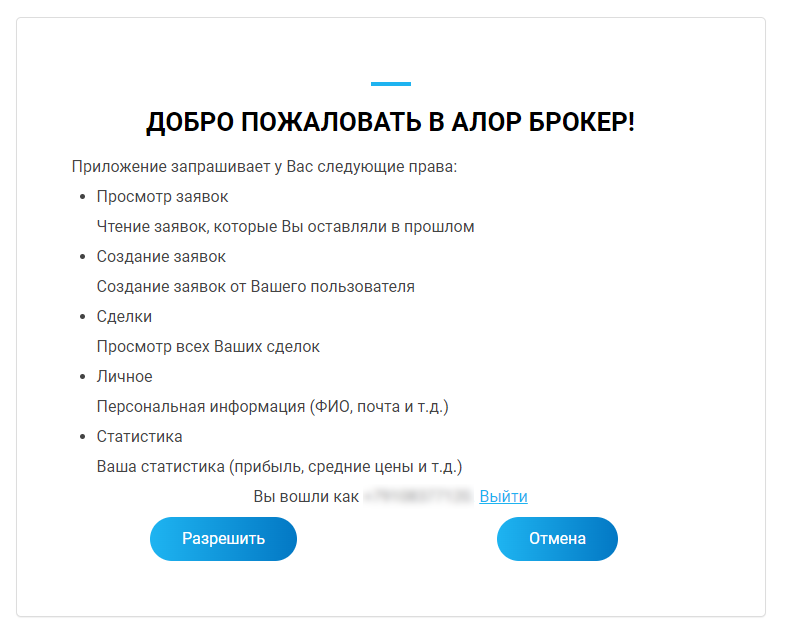 ДОБРО ПОЖАЛОВАТЬ В АЛОР БРОКЕР!
Приложение запрашивает у Вас следующие права:
• Просмотр заявок
Чтение заявок, которые Вы оставляли в прошлом
• Создание заявок
Создание заявок от Вашего пользователя
• Сделки
Просмотр всех Ваших сделок
• Личное
Персональная информация (ФИО, почта и т.д.)
• Статистика
Ваша статистика (прибыль, средние цены и т.д.)
Вы вошли как Выйти
Разрешить Отмена